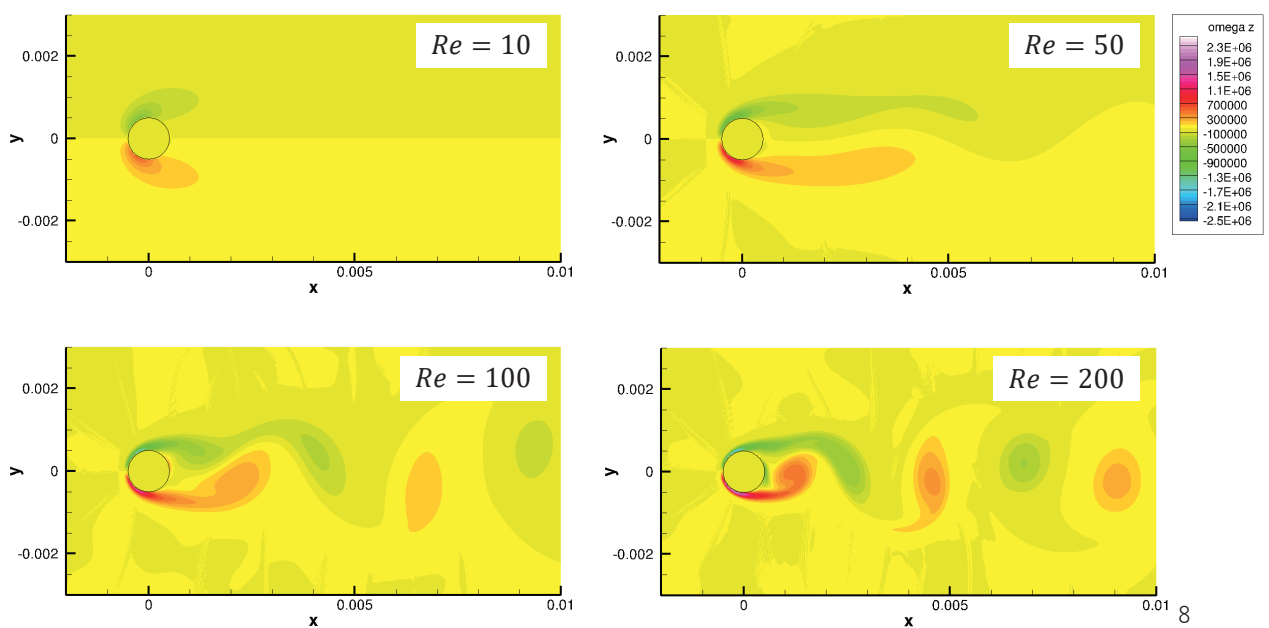 Re = 10
0.002
0
-0.002
y
0
0.005
0.01
x
Re = 50
0.002
0
-0.002
y
0
0.005
0.01
x
omega z
2.3E+06
1.9E+06
1.5E+06
1.1E+06
700000
300000
-100000
-500000
-900000
-1.3E+06
-1.7E+06
-2.1E+06
-2.5E+06
Re = 100
0.002
0
-0.002
y
0
0.005
0.01
x
Re = 200
0.002
0
-0.002
y
0
0.005
0.01
x
8